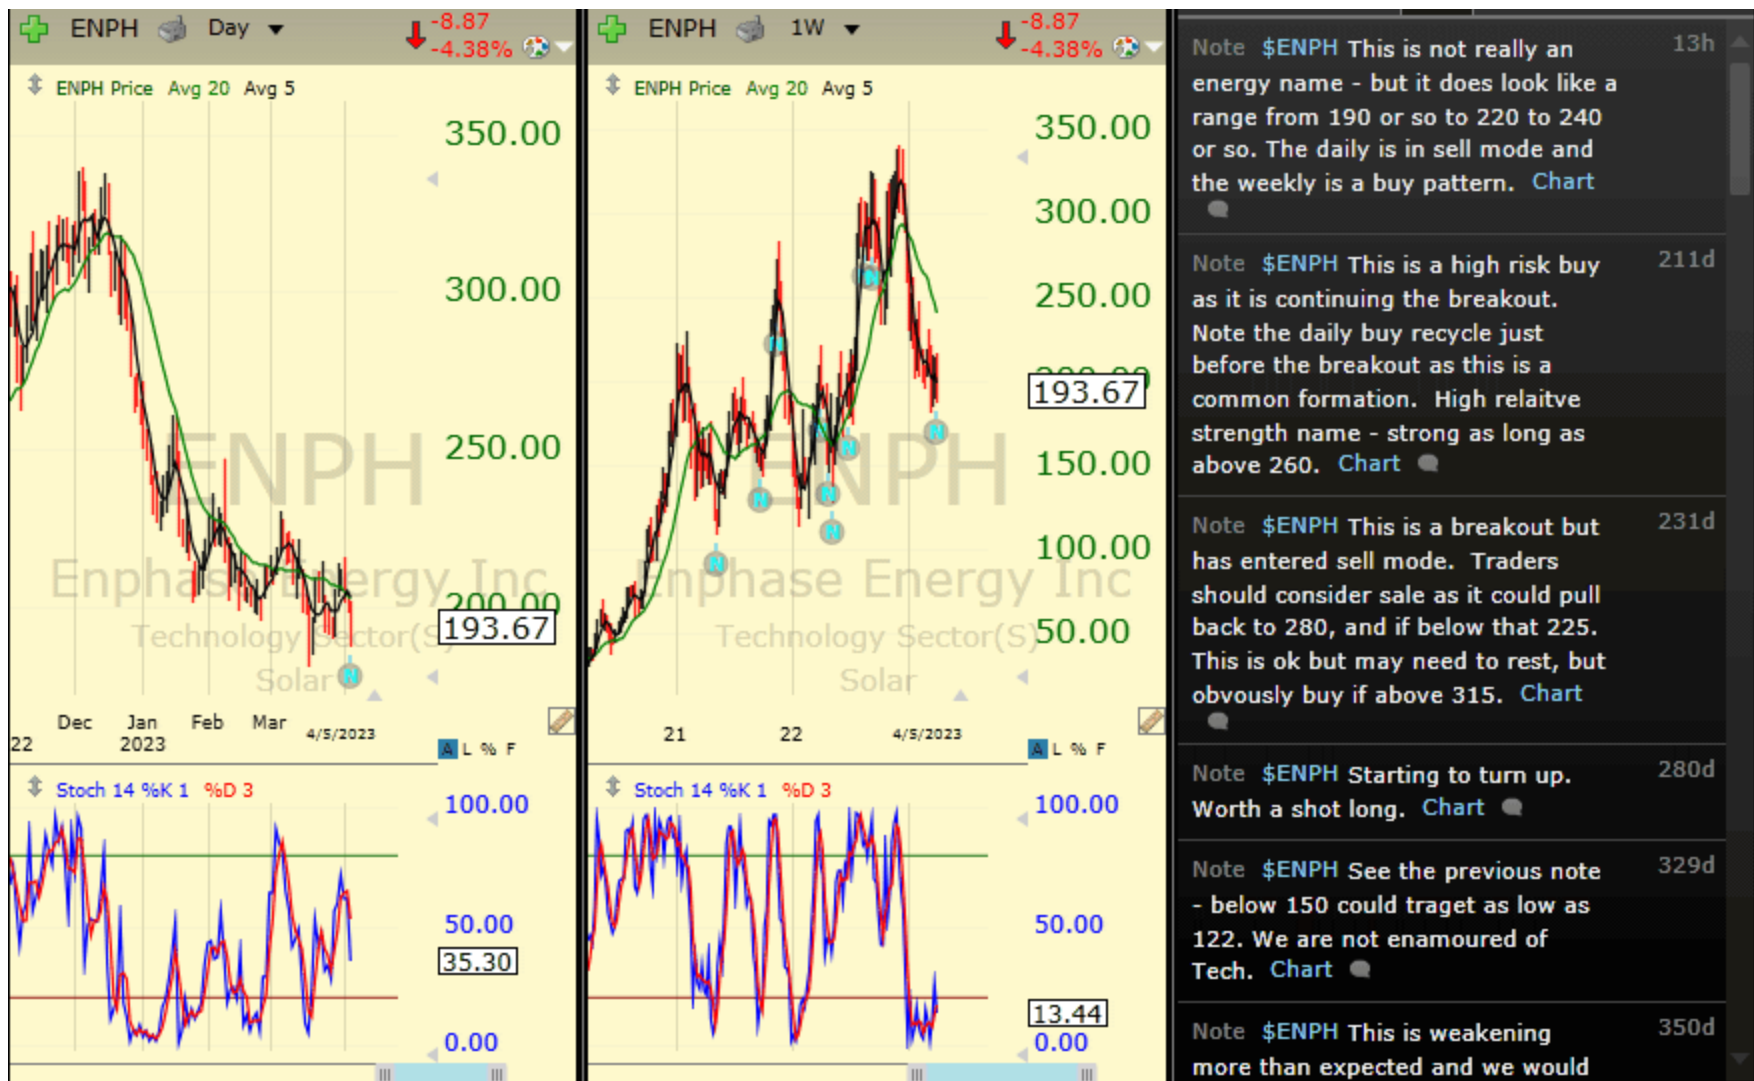 ENPH Day -8.87
-4.38%
ENPH Price Avg 20 Avg 5
350.00
300.00
250.00
200.00
193.67
ENPH
Enphase Energy Inc
Technology Sector(S)
Solar
N
22 Dec Jan Feb Mar 4/5/2023
2023
A L % F
Stoch 14 %K 1 %D 3
100.00
50.00
35.30
0.00
ENPH 1W -8.87
-4.38%
ENPH Price Avg 20 Avg 5
350.00
300.00
250.00
200.00
193.67
150.00
100.00
50.00
ENPH
Enphase Energy Inc
Technology Sector(S)
Solar
N
N
N
N
N
N
N
N
21 22 4/5/2023
A L % F
Stoch 14 %K 1 %D 3
100.00
50.00
13.44
0.00
Note $ENPH This is not really an 13h
energy name - but it does look like a
range from 190 or so to 220 to 240
or so. The daily is in sell mode and
the weekly is a buy pattern. Chart
Note $ENPH This is a high risk buy 211d
as it is continuing the breakout.
Note the daily buy recycle just
before the breakout as this is a
common formation. High relaitve
strength name - strong as long as
above 260. Chart
Note $ENPH This is a breakout but 231d
has entered sell mode. Traders
should consider sale as it could pull
back to 280, and if below that 225.
This is ok but may need to rest, but
obvously buy if above 315. Chart
Note $ENPH Starting to turn up. 280d
Worth a shot long. Chart
Note $ENPH See the previous note 329d
- below 150 could traget as low as
122. We are not enamoured of
Tech. Chart
Note $ENPH This is weakening 350d
more than expected and we would